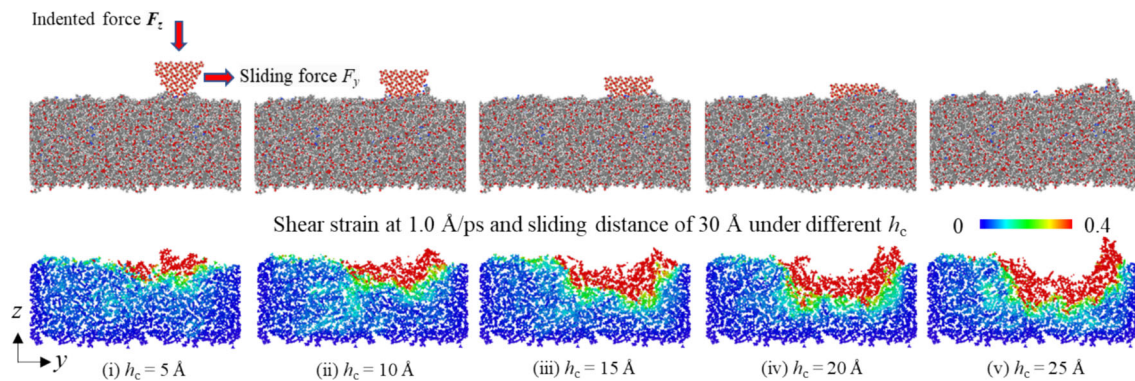 Indented force F_z
Sliding force F_y
Shear strain at 1.0 Å/ps and sliding distance of 30 Å under different h_c
0 0.4
z
y
(i) h_c = 5 Å
(ii) h_c = 10 Å
(iii) h_c = 15 Å
(iv) h_c = 20 Å
(v) h_c = 25 Å